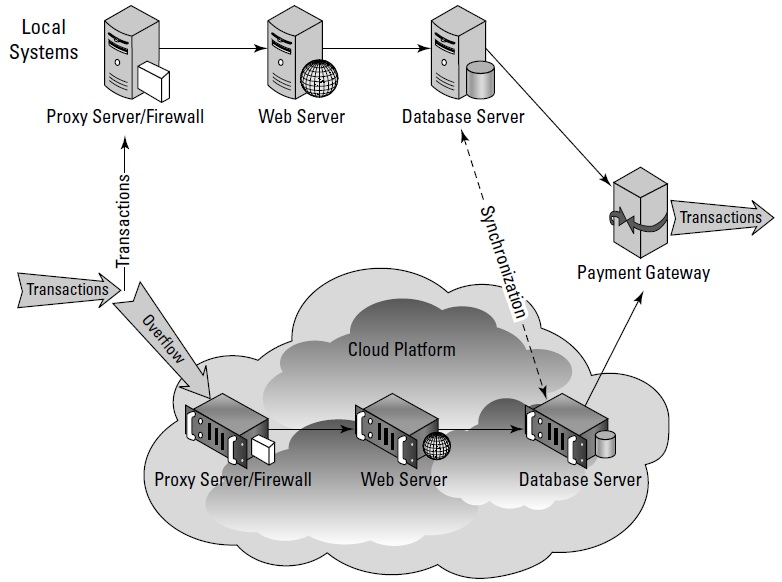 Local
Systems
Proxy Server/Firewall
Web Server
Database Server
Transactions
Synchronization
Transactions
Payment Gateway
Transactions
Overflow
Cloud Platform
Proxy Server/Firewall
Web Server
Database Server